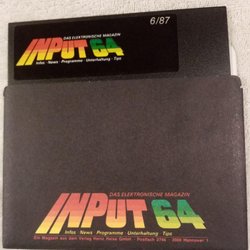 6/87
DAS ELEKTRONISCHE MAGAZIN
INPUT 64
Infos · News · Programme · Unterhaltung · Tips
DAS ELEKTRONISCHE MAGAZIN
INPUT 64
Infos · News · Programme · Unterhaltung · Tips
Ein Magazin aus dem Verlag Heinz Heise GmbH · Postfach 2746 · 3000 Hannover 1